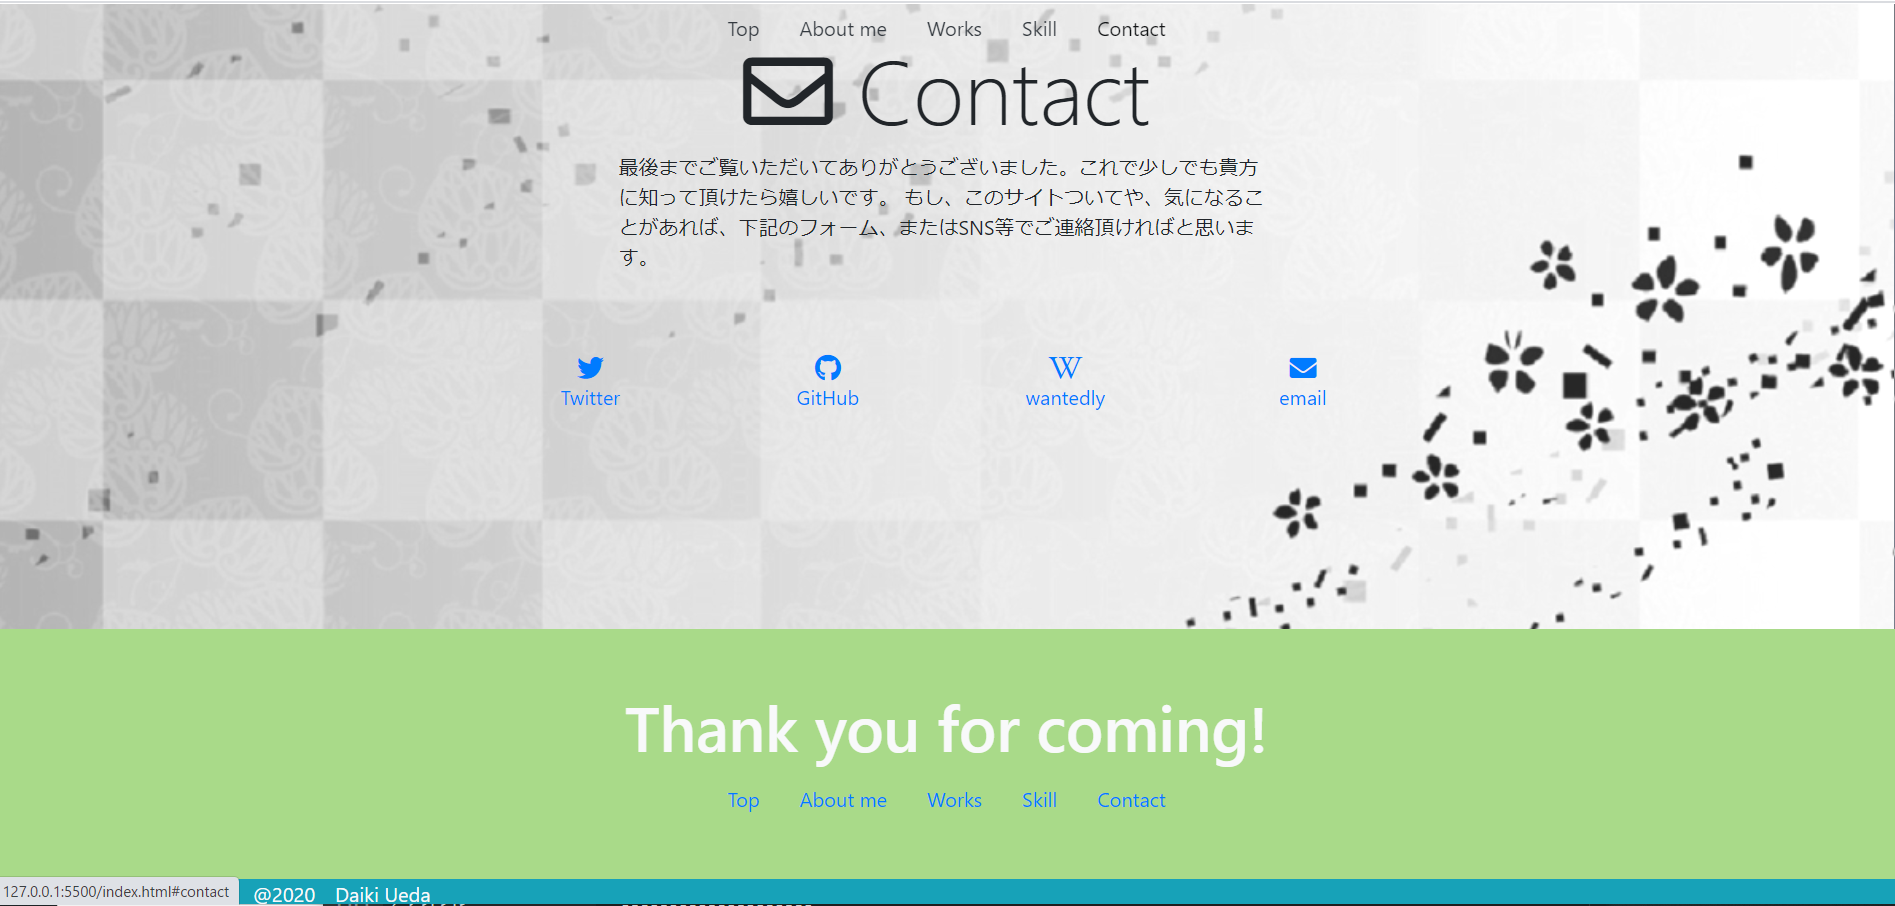 Top About me Works Skill Contact
Contact
最後までご覧いただいてありがとうございました。これで少しでも貴方
に知って頂けたら嬉しいです。 もし、このサイトついてや、気になるこ
とがあれば、下記のフォーム、またはSNS等でご連絡頂ければと思いま
す。
W
Twitter GitHub wantedly email
Thank you for coming!
Top About me Works Skill Contact
127.0.0.1:5500/index.html#contact @2020 Daiki Ueda